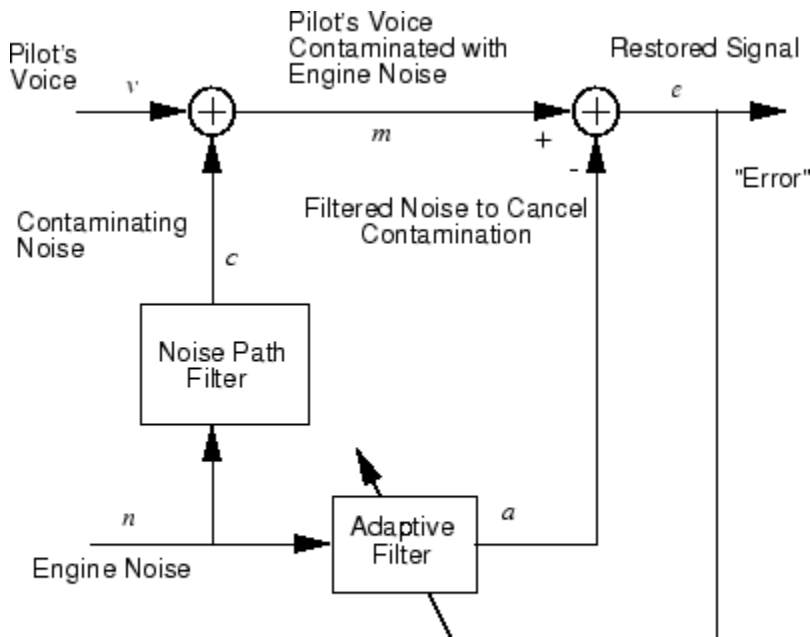 Pilot's Voice
Contaminated with
Engine Noise
Restored Signal
Pilot's
Voice
v
m
e
+
-
"Error"
Contaminating
Noise
c
Filtered Noise to Cancel
Contamination
Noise Path
Filter
n
Engine Noise
Adaptive
Filter
a